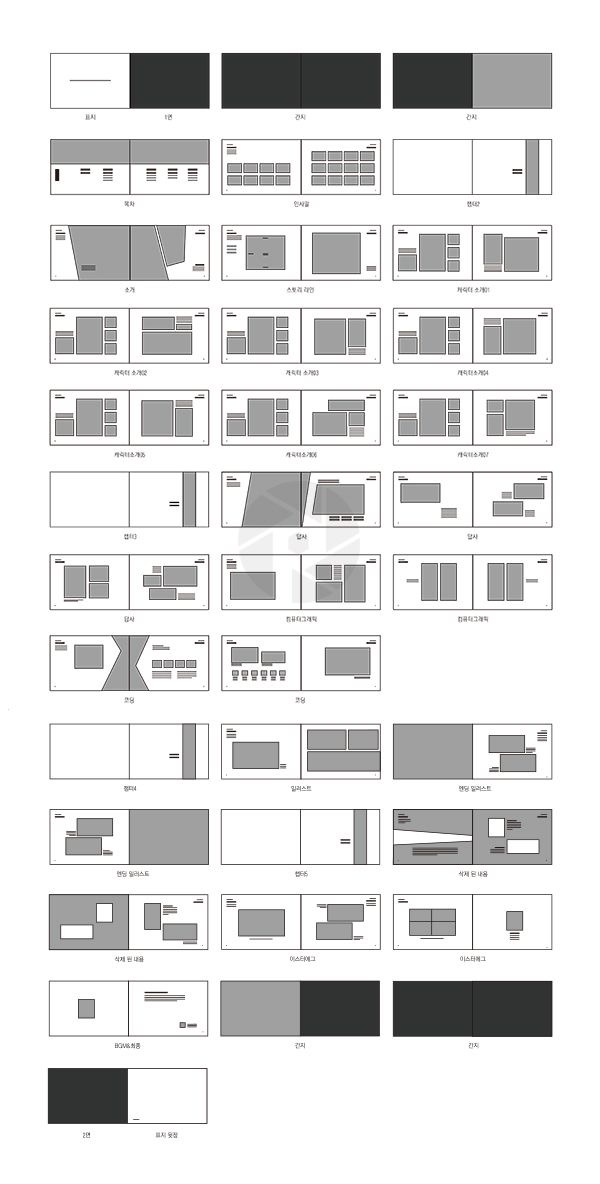 표지 1면 간지 간지
목차 인사말 챕터2
소개 스토리 라인 캐릭터 소개01
캐릭터 소개02 캐릭터 소개03 캐릭터 소개04
캐릭터소개05 캐릭터소개06 캐릭터소개07
챕터3 답사 답사
답사 컴퓨터그래픽 컴퓨터그래픽
코딩 코딩
챕터4 일러스트 엔딩 일러스트
엔딩 일러스트 챕터5 삭제 된 내용
삭제 된 내용 이스터에그 이스터에그
BGM&최종 간지 간지
2면 표지 뒷장